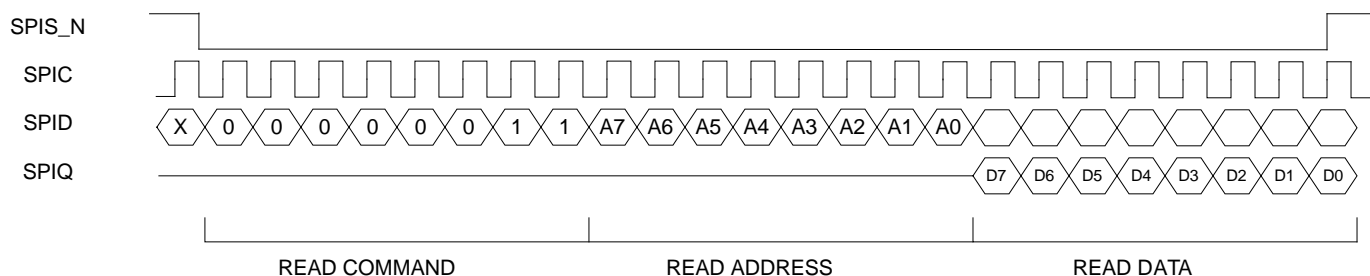 SPIS_N
SPIC
SPID X 0 0 0 0 0 0 1 1 A7 A6 A5 A4 A3 A2 A1 A0
SPIQ D7 D6 D5 D4 D3 D2 D1 D0
READ COMMAND READ ADDRESS READ DATA